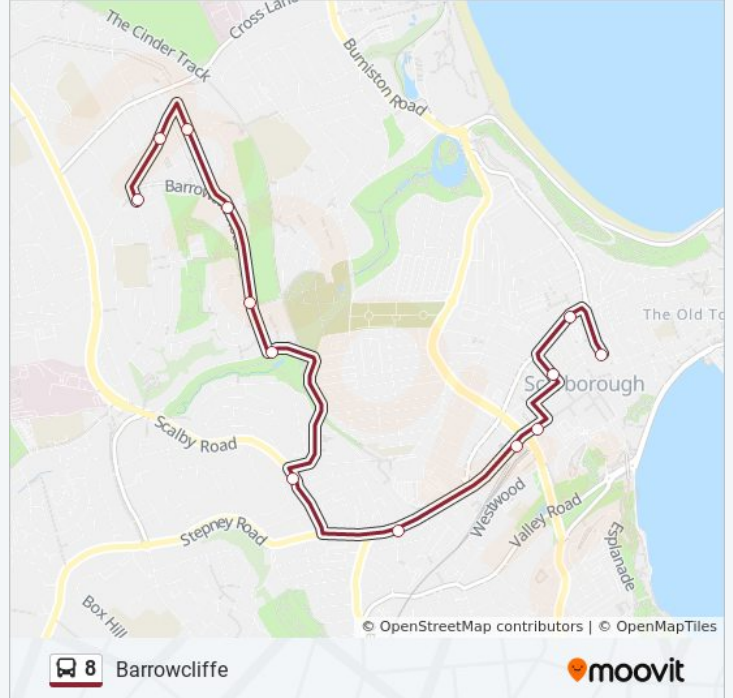 The Cinder Track
Cross Lane
Burniston Road
Barrow
The Old To
Scarborough
Scalby Road
Westwood
Valley Road
Stepney Road
Esplanade
Box Hill
© OpenStreetMap contributors | © OpenMapTiles
8 Barrowcliffe
moovit